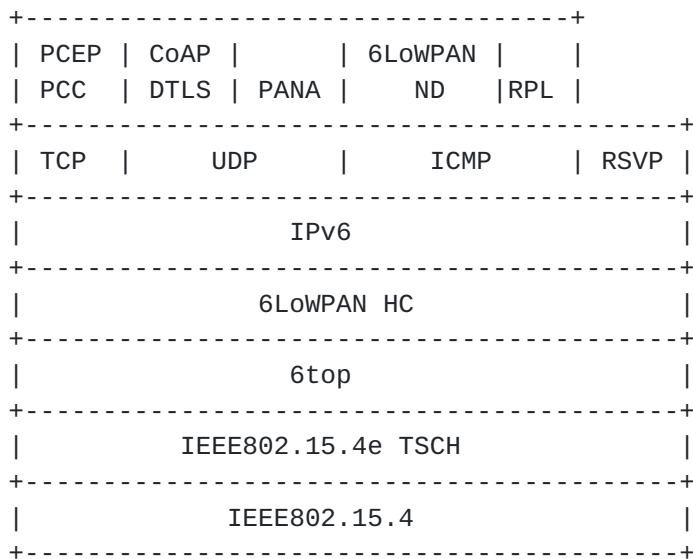 +-----------------------------------+
| PCEP | CoAP |      | 6LoWPAN |    |
| PCC  | DTLS | PANA |    ND   |RPL |
+------------------------------------------+
| TCP  |     UDP     |     ICMP     | RSVP |
+------------------------------------------+
|                 IPv6                     |
+------------------------------------------+
|               6LoWPAN HC                 |
+------------------------------------------+
|                 6top                     |
+------------------------------------------+
|          IEEE802.15.4e TSCH              |
+------------------------------------------+
|             IEEE802.15.4                 |
+------------------------------------------+